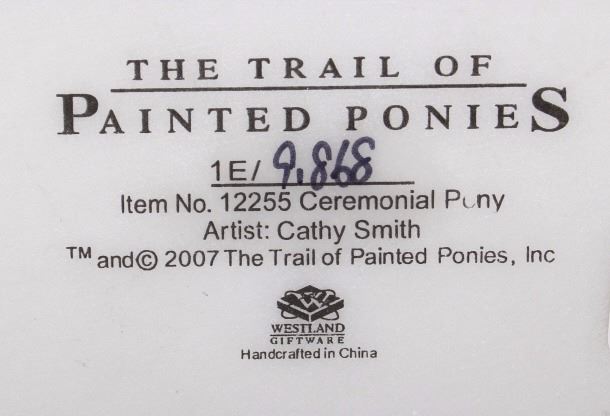 THE TRAIL OF
PAINTED PONIES
1E/ 9,868
Item No. 12255 Ceremonial Pony
Artist: Cathy Smith
™ and © 2007 The Trail of Painted Ponies, Inc
WESTLAND
GIFTWARE
Handcrafted in China